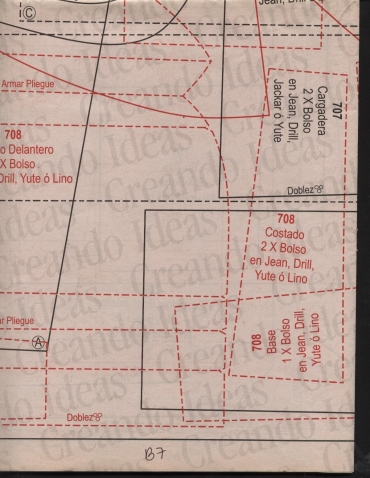 C
Jean, Dril
Armar Pliegue
708
o Delantero
X Bolso
Drill, Yute ó Lino
707
Cargadera
2 X Bolso
en Jean, Drill,
Jackar ó Yute
Doblez
708
Costado
2 X Bolso
en Jean, Drill,
Yute ó Lino
r Pliegue
A
708
Base
1 X Bolso
en Jean, Drill,
Yute ó Lino
Doblez
B7
Creando Ideas